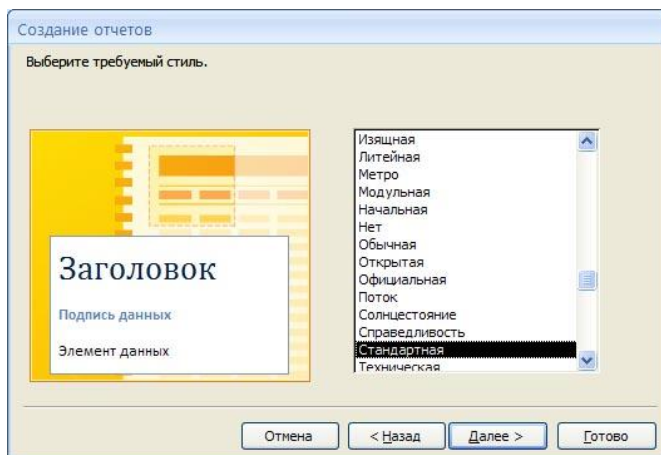 Создание отчетов
Выберите требуемый стиль.
Заголовок
Подпись данных
Элемент данных
Изящная
Литейная
Метро
Модульная
Начальная
Нет
Обычная
Открытая
Официальная
Поток
Солнцестояние
Справедливость
Стандартная
Техническая
Отмена
< Назад
Далее >
Готово